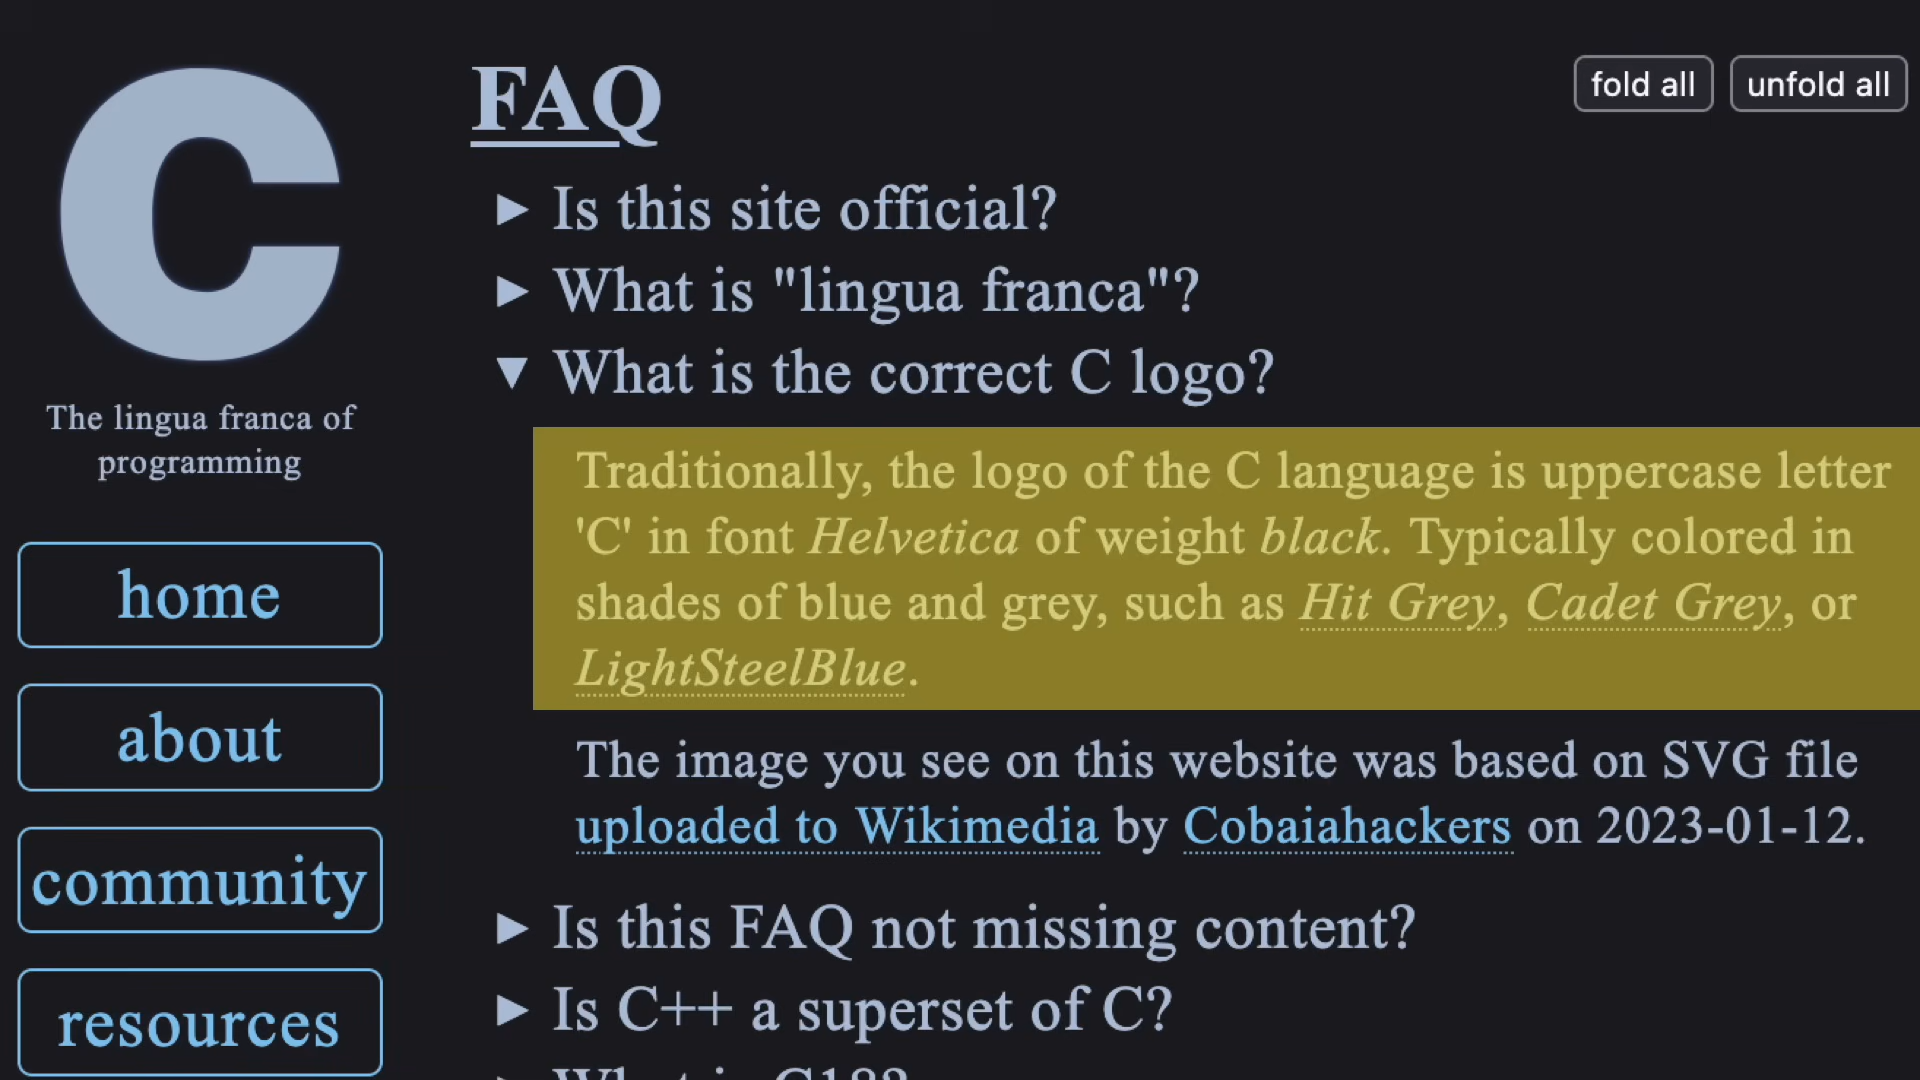 C
The lingua franca of
programming
home
about
community
resources
FAQ
fold all
unfold all
► Is this site official?
► What is "lingua franca"?
▼ What is the correct C logo?
Traditionally, the logo of the C language is uppercase letter
'C' in font Helvetica of weight black. Typically colored in
shades of blue and grey, such as Hit Grey, Cadet Grey, or
LightSteelBlue.
The image you see on this website was based on SVG file
uploaded to Wikimedia by Cobaiahackers on 2023-01-12.
► Is this FAQ not missing content?
► Is C++ a superset of C?